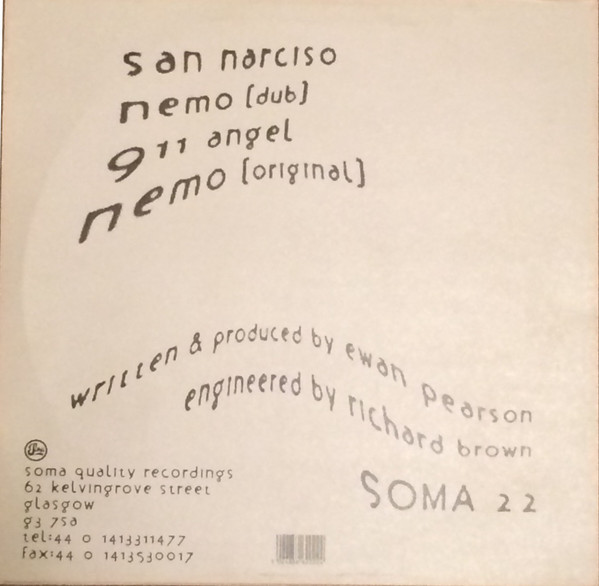 san narciso
nemo [dub]
911 angel
nemo [original]
written & produced by ewan pearson
engineered by richard brown
SOMA 22
soma quality recordings
62 kelvingrove street
glasgow
g3 7sa
tel:44 0 1413311477
fax:44 0 1413530017